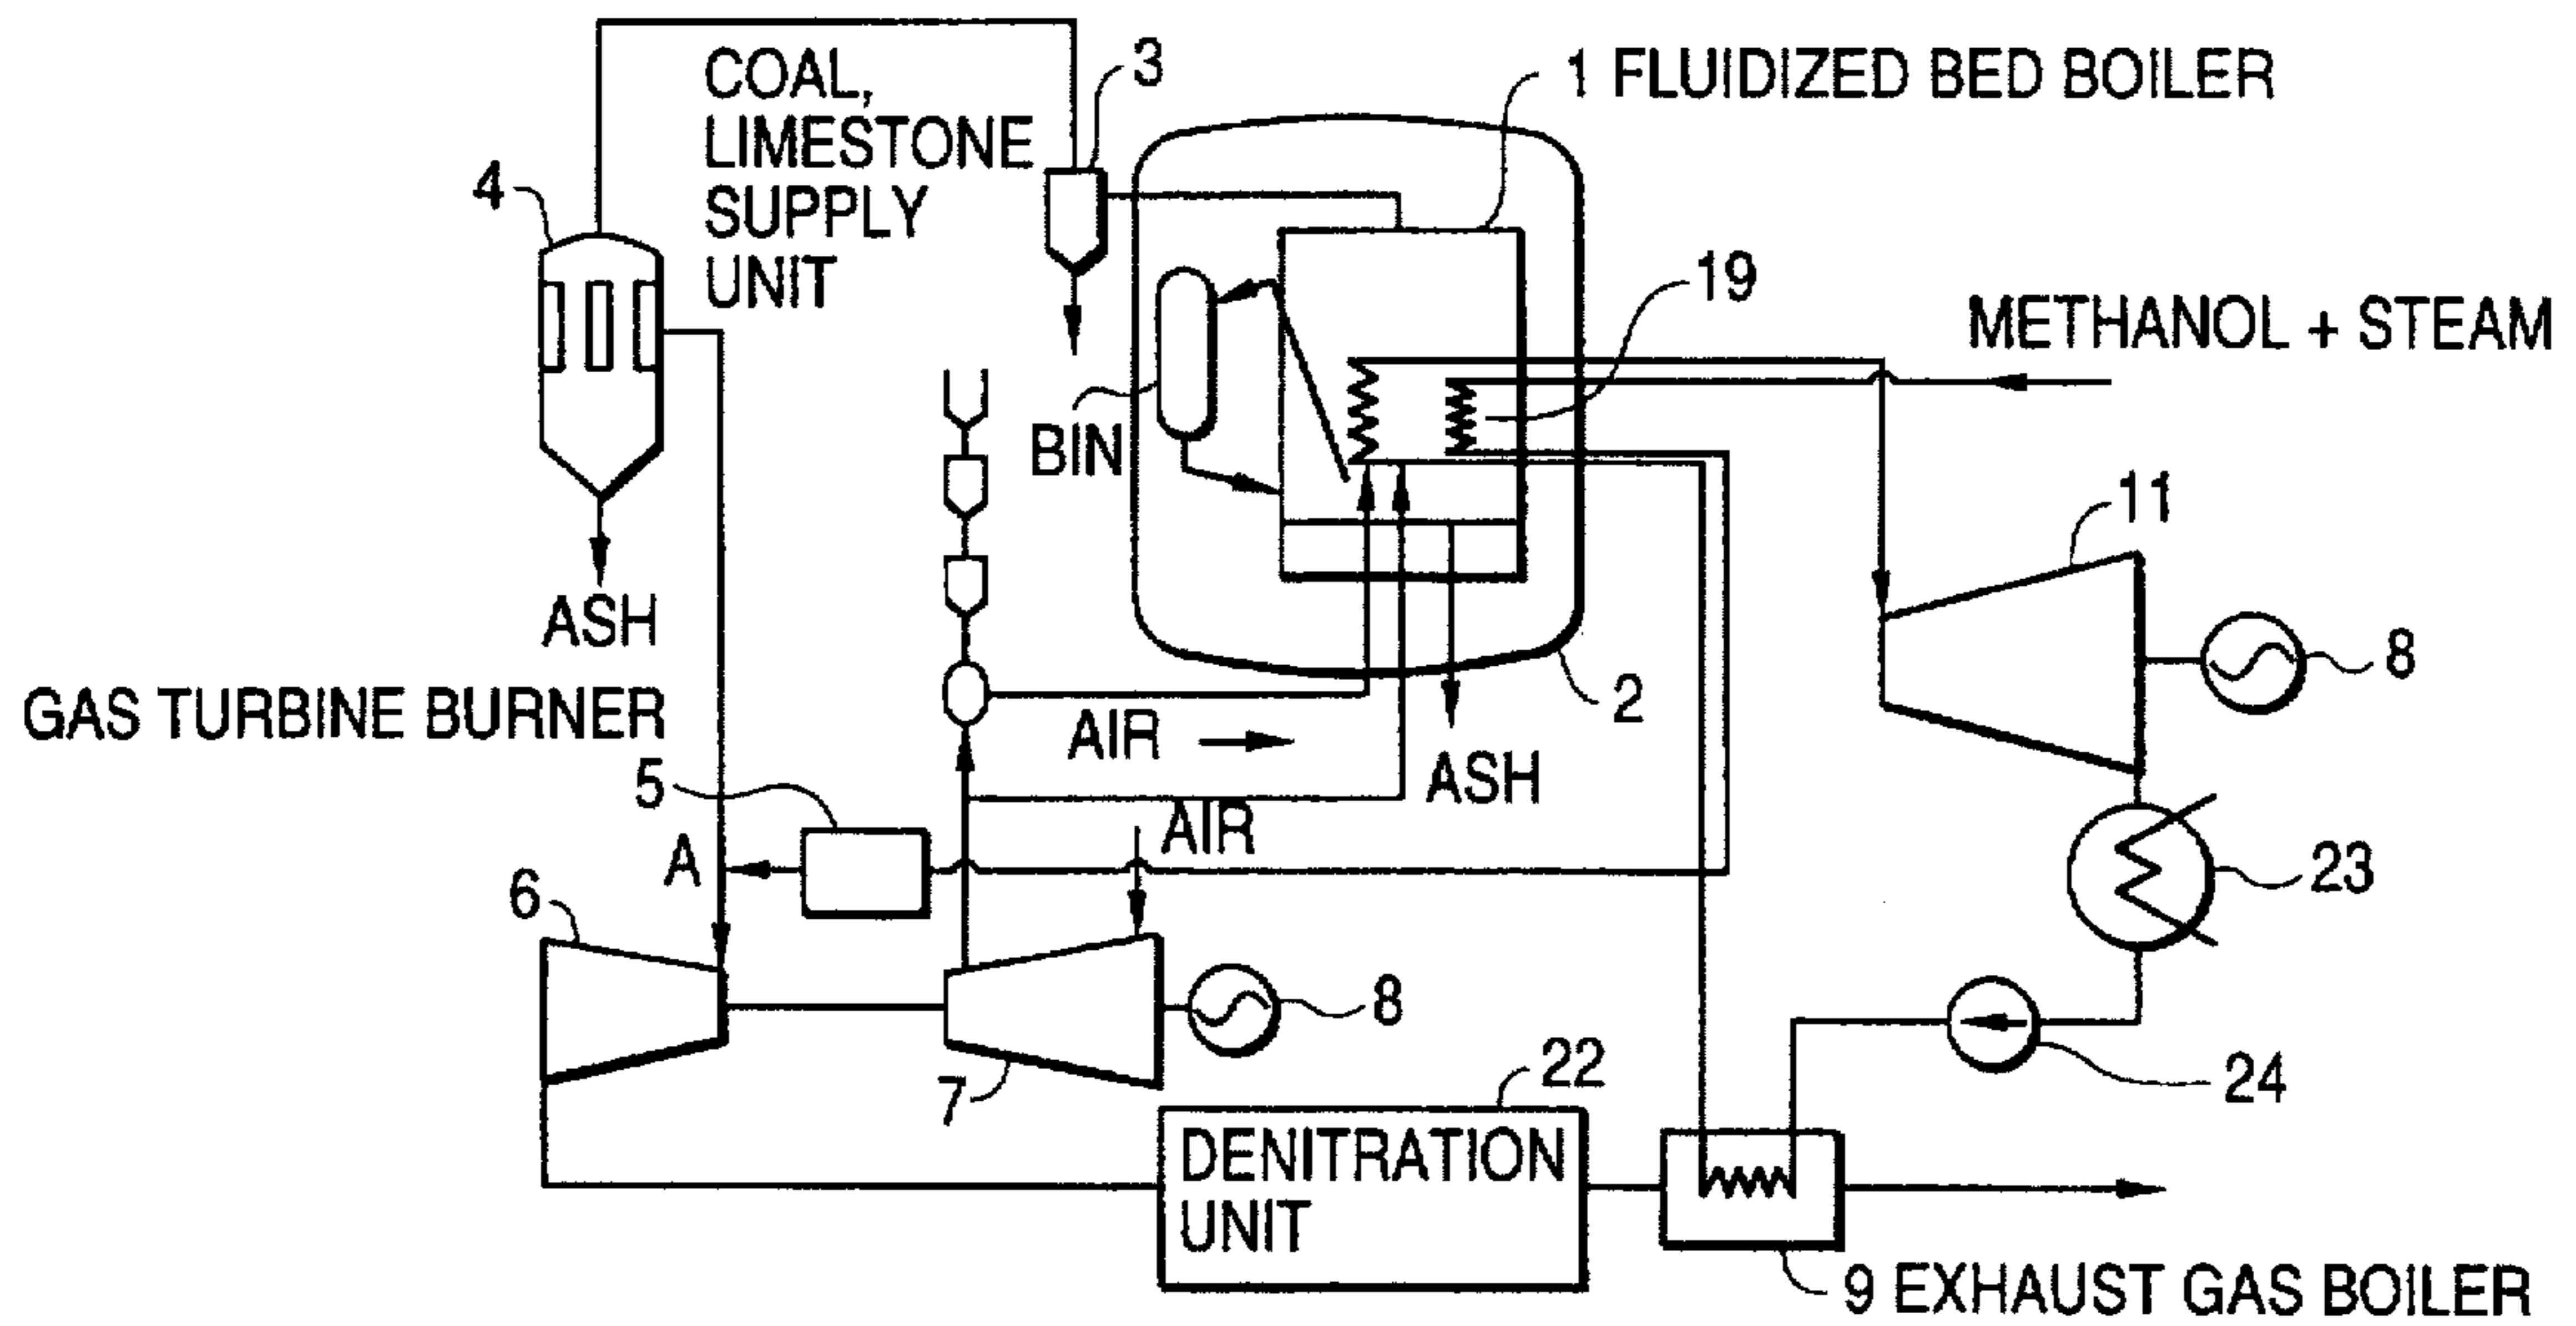 COAL,
LIMESTONE
SUPPLY
UNIT
3
1 FLUIDIZED BED BOILER
4
19
METHANOL + STEAM
BIN
11
ASH
8
GAS TURBINE BURNER
2
AIR
ASH
5
AIR
A
6
23
8
22
24
7
DENITRATION
UNIT
9 EXHAUST GAS BOILER